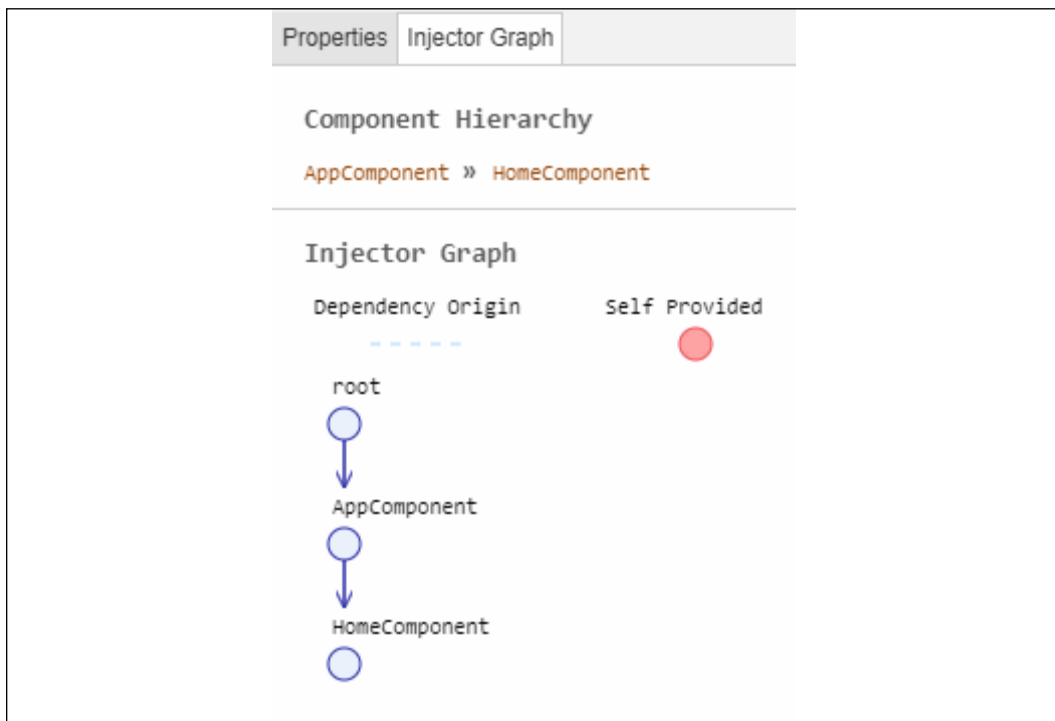 Properties Injector Graph
Component Hierarchy
AppComponent » HomeComponent
Injector Graph
Dependency Origin Self Provided
root
AppComponent
HomeComponent